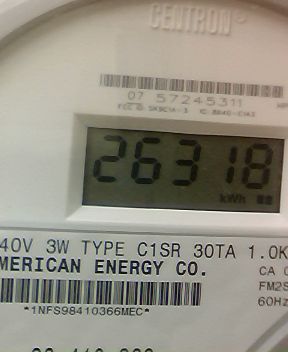 CENTRON®
07 57245311
26318
kWh
40V 3W TYPE C1SR 30TA 1.0K
MERICAN ENERGY CO.
CA 0
FM2S
60Hz
*1NFS98410366MEC*